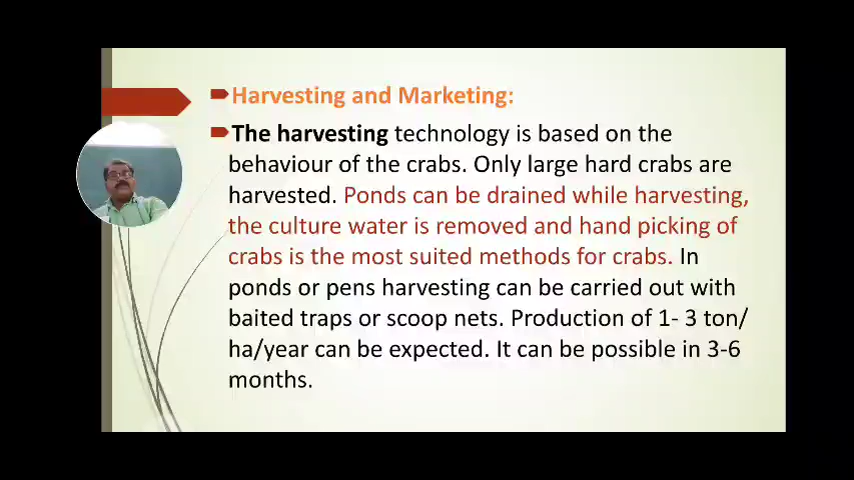 Harvesting and Marketing:
The harvesting technology is based on the
behaviour of the crabs. Only large hard crabs are
harvested. Ponds can be drained while harvesting,
the culture water is removed and hand picking of
crabs is the most suited methods for crabs. In
ponds or pens harvesting can be carried out with
baited traps or scoop nets. Production of 1- 3 ton/
ha/year can be expected. It can be possible in 3-6
months.